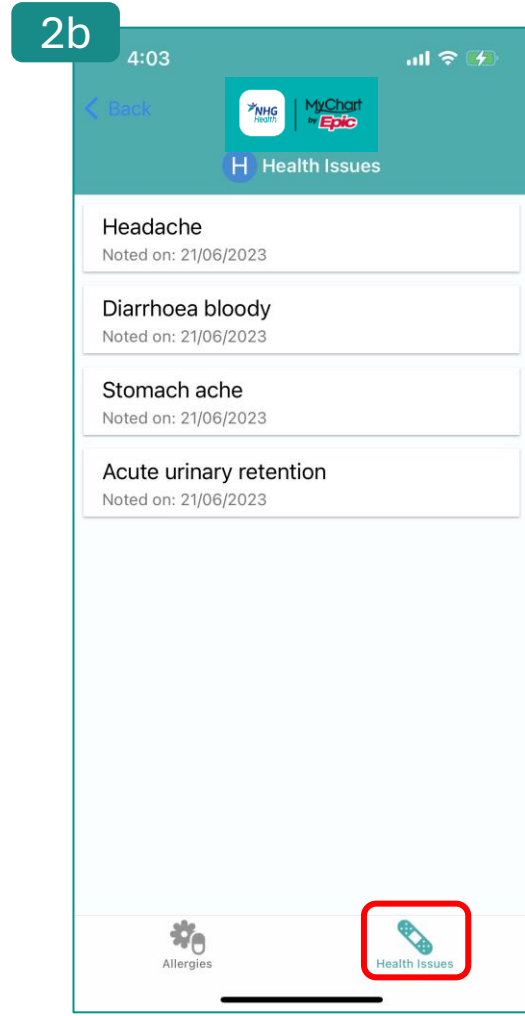 2b
4:03
Back
NHG
Health
MyChart
by Epic
H Health Issues
Headache
Noted on: 21/06/2023
Diarrhoea bloody
Noted on: 21/06/2023
Stomach ache
Noted on: 21/06/2023
Acute urinary retention
Noted on: 21/06/2023
Allergies
Health Issues